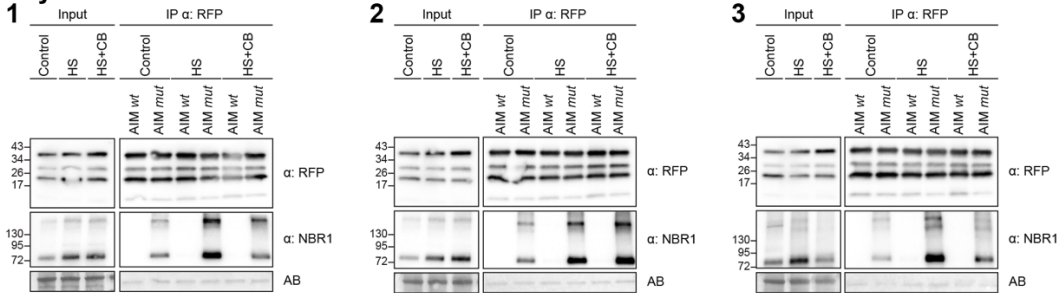 1 Input IP α: RFP
Control HS HS+CB Control HS HS+CB
AIM wt AIM mut AIM wt AIM mut AIM wt AIM mut
43
34
26
17
α: RFP
130
95
72
α: NBR1
AB
2 Input IP α: RFP
Control HS HS+CB Control HS HS+CB
AIM wt AIM mut AIM wt AIM mut AIM wt AIM mut
43
34
26
17
α: RFP
130
95
72
α: NBR1
AB
3 Input IP α: RFP
Control HS HS+CB Control HS HS+CB
AIM wt AIM mut AIM wt AIM mut AIM wt AIM mut
43
34
26
17
α: RFP
130
95
72
α: NBR1
AB